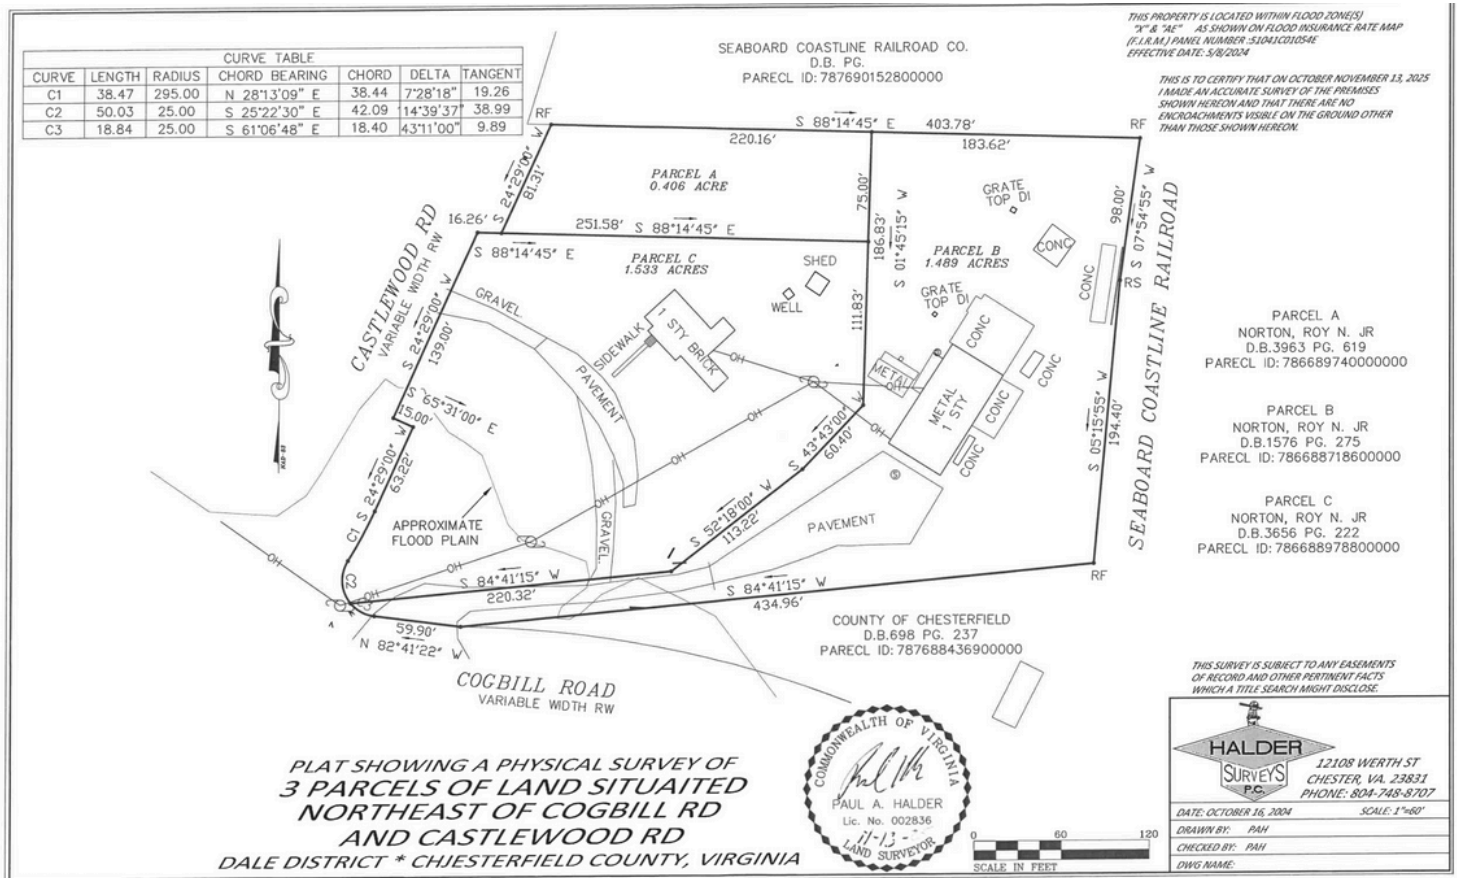 THIS PROPERTY IS LOCATED WITHIN FLOOD ZONE(S)
"X" & "AE" AS SHOWN ON FLOOD INSURANCE RATE MAP
(F.I.R.M.) PANEL NUMBER :51041C01054E
EFFECTIVE DATE: 5/8/2024
THIS IS TO CERTIFY THAT ON OCTOBER NOVEMBER 13, 2025
I MADE AN ACCURATE SURVEY OF THE PREMISES
SHOWN HEREON AND THAT THERE ARE NO
ENCROACHMENTS VISIBLE ON THE GROUND OTHER
THAN THOSE SHOWN HEREON.
CURVE TABLE
CURVE LENGTH RADIUS CHORD BEARING CHORD DELTA TANGENT
C1 38.47 295.00 N 28°13'09" E 38.44 7°28'18" 19.26
C2 50.03 25.00 S 25°22'30" E 42.09 114°39'37" 38.99
C3 18.84 25.00 S 61°06'48" E 18.40 43°11'00" 9.89
SEABOARD COASTLINE RAILROAD CO.
D.B. PG.
PARECL ID: 787690152800000
RF
S 88°14'45" E 403.78'
220.16'
183.62'
RF
S 24°29'00" W
81.31'
PARCEL A
0.406 ACRE
75.00'
186.83'
S 01°45'15" W
GRATE
TOP DI
98.00'
S 07°54'55" W
SEABOARD COASTLINE RAILROAD
16.26'
251.58' S 88°14'45" E
S 88°14'45" E
CASTLEWOOD RD
VARIABLE WIDTH RW
PARCEL C
1.533 ACRES
PARCEL B
1.489 ACRES
CONC
CONC
RS
SHED
WELL
GRATE
TOP DI
GRAVEL
S 24°29'00" W
139.00'
SIDEWALK
1 STY BRICK
111.83'
CONC
CONC
METAL
METAL
1 STY
CONC
CONC
OH
OH
OH
OH
PAVEMENT
S 65°31'00" E
15.00'
S 24°29'00" W
63.22'
S 43°43'00" W
60.40'
S 05°15'55" W
194.40'
OH
OH
S
APPROXIMATE
FLOOD PLAIN
GRAVEL
S 52°18'00" W
113.22'
PAVEMENT
C1
C2
C3
OH
OH
OH
S 84°41'15" W
220.32'
S 84°41'15" W
434.96'
RF
59.90'
N 82°41'22" W
COGBILL ROAD
VARIABLE WIDTH RW
COUNTY OF CHESTERFIELD
D.B.698 PG. 237
PARECL ID: 787688436900000
PARCEL A
NORTON, ROY N. JR
D.B.3963 PG. 619
PARECL ID: 786689740000000
PARCEL B
NORTON, ROY N. JR
D.B.1576 PG. 275
PARECL ID: 786688718600000
PARCEL C
NORTON, ROY N. JR
D.B.3656 PG. 222
PARECL ID: 786688978800000
THIS SURVEY IS SUBJECT TO ANY EASEMENTS
OF RECORD AND OTHER PERTINENT FACTS
WHICH A TITLE SEARCH MIGHT DISCLOSE.
PLAT SHOWING A PHYSICAL SURVEY OF
3 PARCELS OF LAND SITUAITED
NORTHEAST OF COGBILL RD
AND CASTLEWOOD RD
DALE DISTRICT * CHJESTERFIELD COUNTY, VIRGINIA
COMMONWEALTH OF VIRGINIA
PAUL A. HALDER
Lic. No. 002836
11-13-
LAND SURVEYOR
0 60 120
SCALE IN FEET
HALDER
SURVEYS
P.C.
12108 WERTH ST
CHESTER, VA. 23831
PHONE: 804-748-8707
DATE: OCTOBER 16, 2004 SCALE: 1"=60'
DRAWN BY: PAH
CHECKED BY: PAH
DWG NAME: